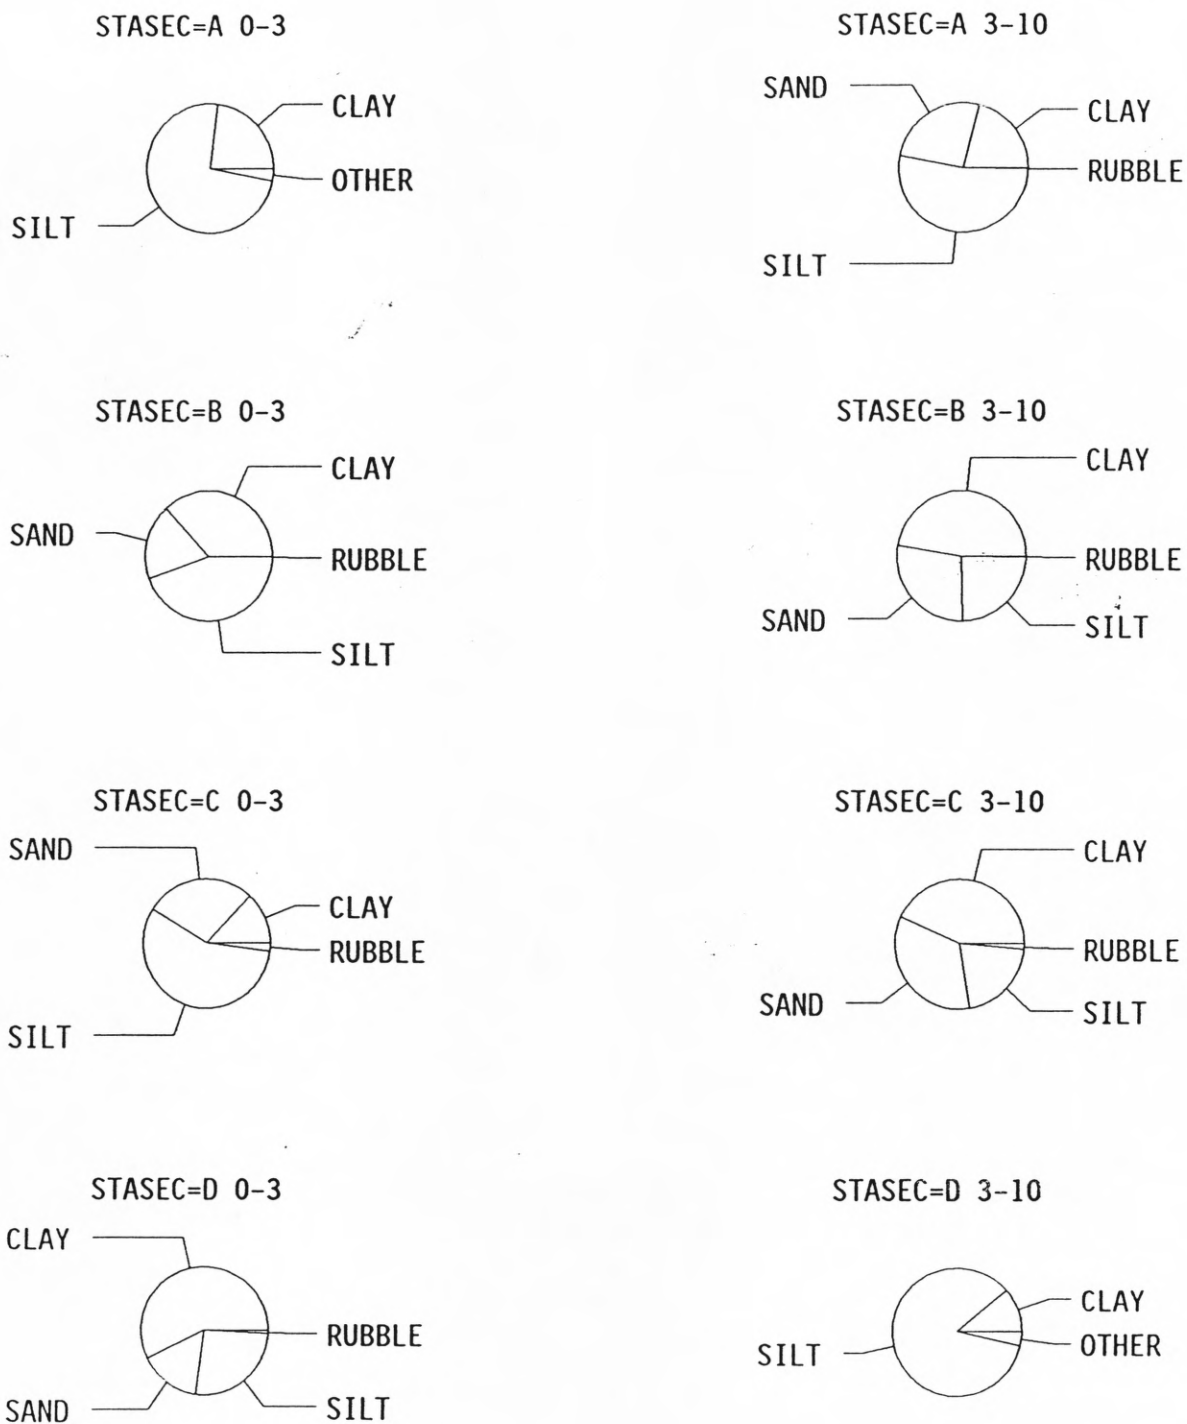 STASEC=A 0-3
CLAY
OTHER
SILT
STASEC=A 3-10
SAND
CLAY
RUBBLE
SILT
STASEC=B 0-3
CLAY
SAND
RUBBLE
SILT
STASEC=B 3-10
CLAY
RUBBLE
SAND
SILT
STASEC=C 0-3
SAND
CLAY
RUBBLE
SILT
STASEC=C 3-10
CLAY
RUBBLE
SAND
SILT
STASEC=D 0-3
CLAY
RUBBLE
SAND
SILT
STASEC=D 3-10
CLAY
OTHER
SILT